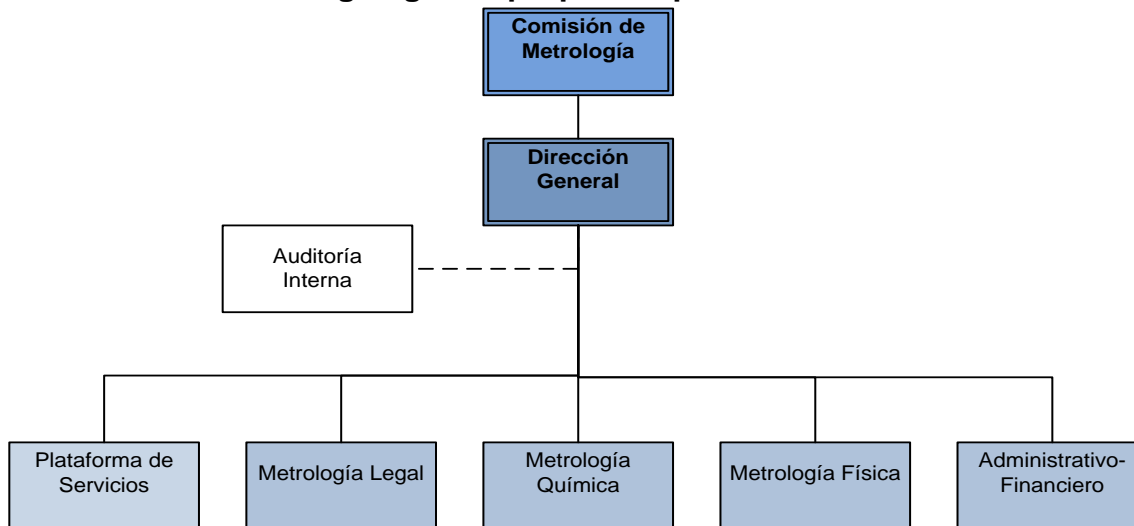 Comisión de
Metrología
Dirección
General
Auditoría
Interna
Plataforma de
Servicios
Metrología Legal
Metrología
Química
Metrología Física
Administrativo-
Financiero